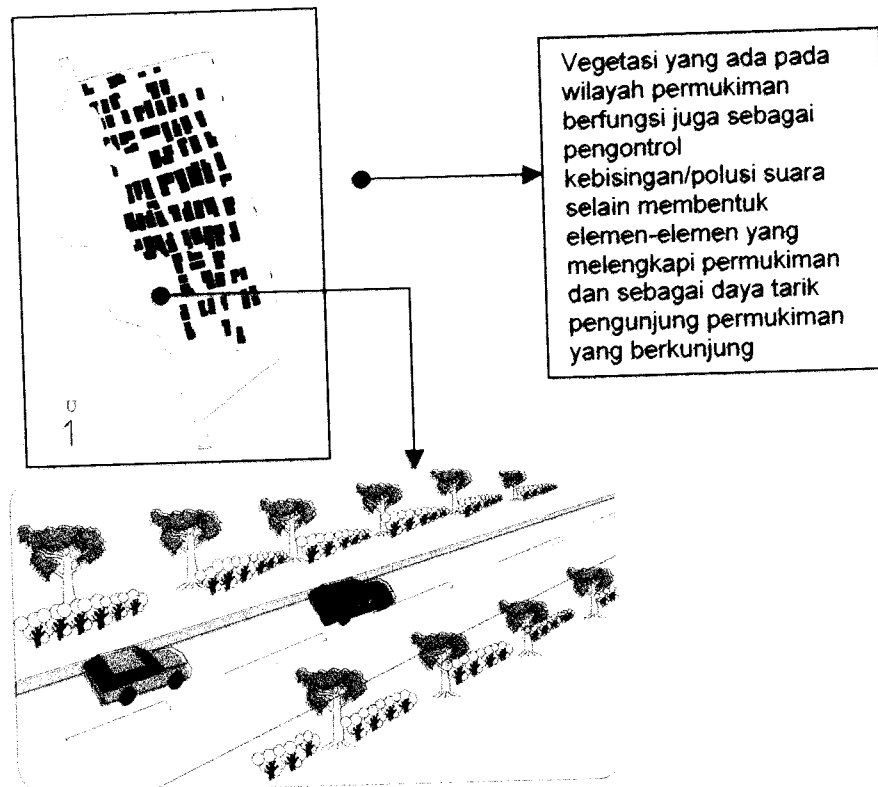 Vegetasi yang ada pada
wilayah permukiman
berfungsi juga sebagai
pengontrol
kebisingan/polusi suara
selain membentuk
elemen-elemen yang
melengkapi permukiman
dan sebagai daya tarik
pengunjung permukiman
yang berkunjung
U
1